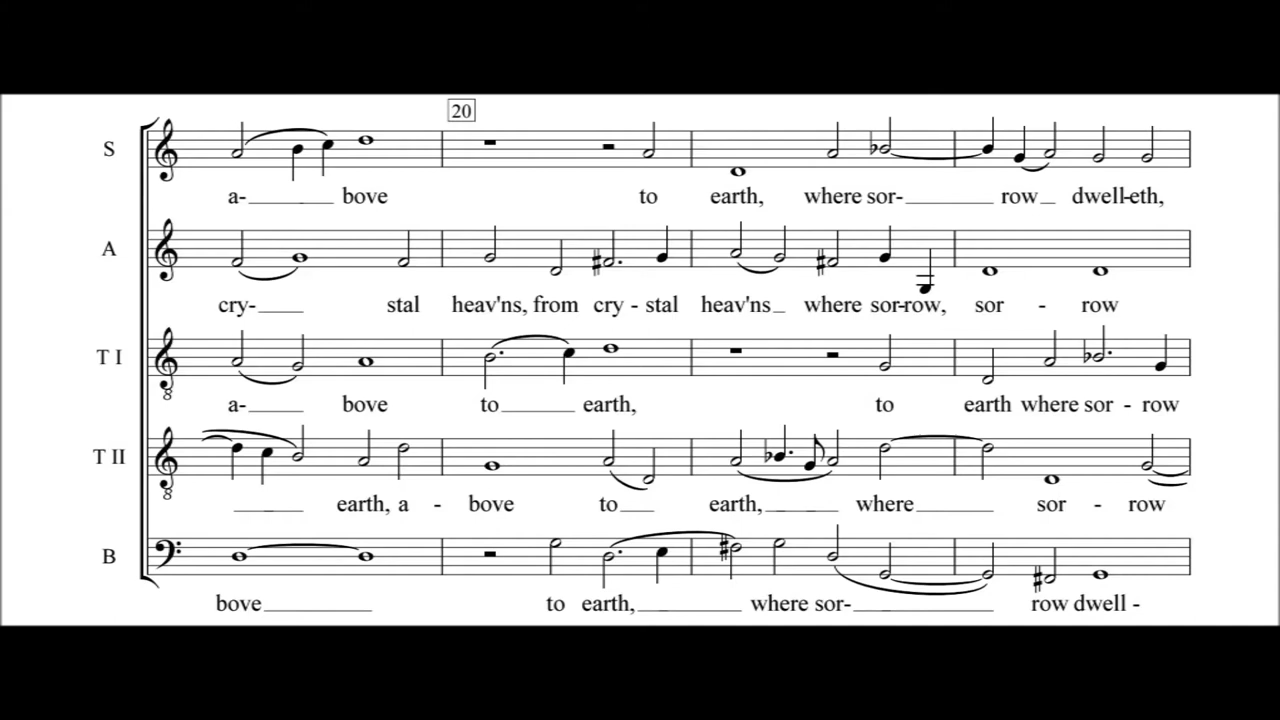 20
S
a- bove to earth, where sor- row dwell-eth,
A
cry- stal heav'ns, from cry - stal heav'ns where sor-row, sor - row
T I
a- bove to earth, to earth where sor - row
8
T II
earth, a - bove to earth, where sor - row
8
B
bove to earth, where sor- row dwell -